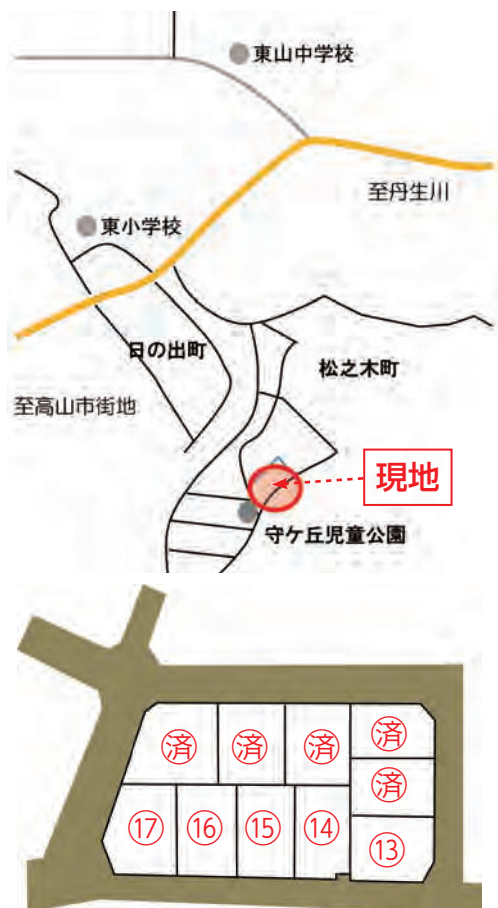 東山中学校
至丹生川
東小学校
日の出町
松之木町
至高山市街地
現地
守ケ丘児童公園
済 済 済 済
済
⑰ ⑯ ⑮ ⑭ ⑬